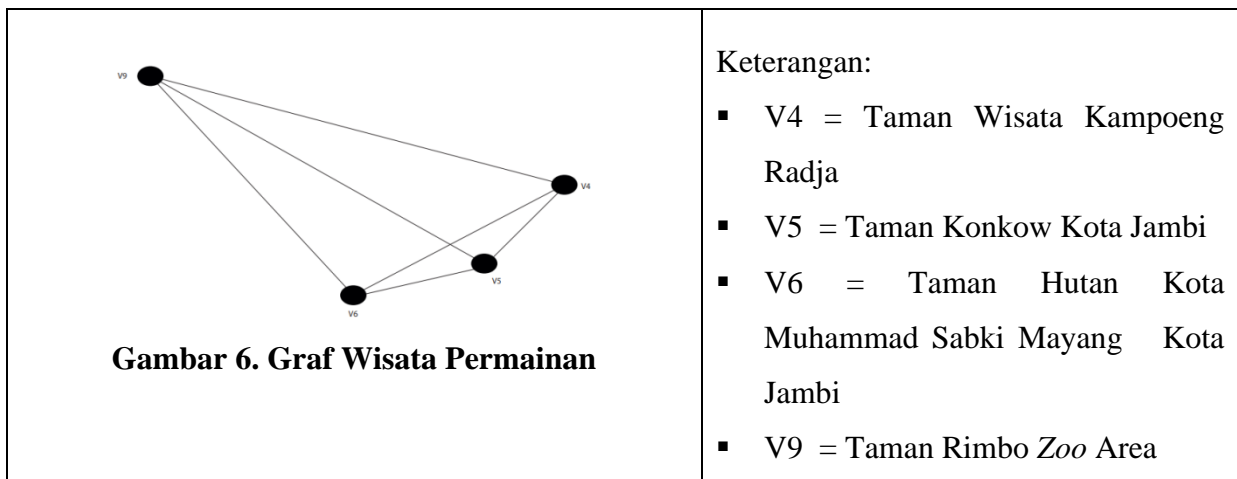 V9
V4
V5
V6
Gambar 6. Graf Wisata Permainan
Keterangan:
▪ V4 = Taman Wisata Kampoeng
Radja
▪ V5 = Taman Konkow Kota Jambi
▪ V6 = Taman Hutan Kota
Muhammad Sabki Mayang Kota
Jambi
▪ V9 = Taman Rimbo Zoo Area